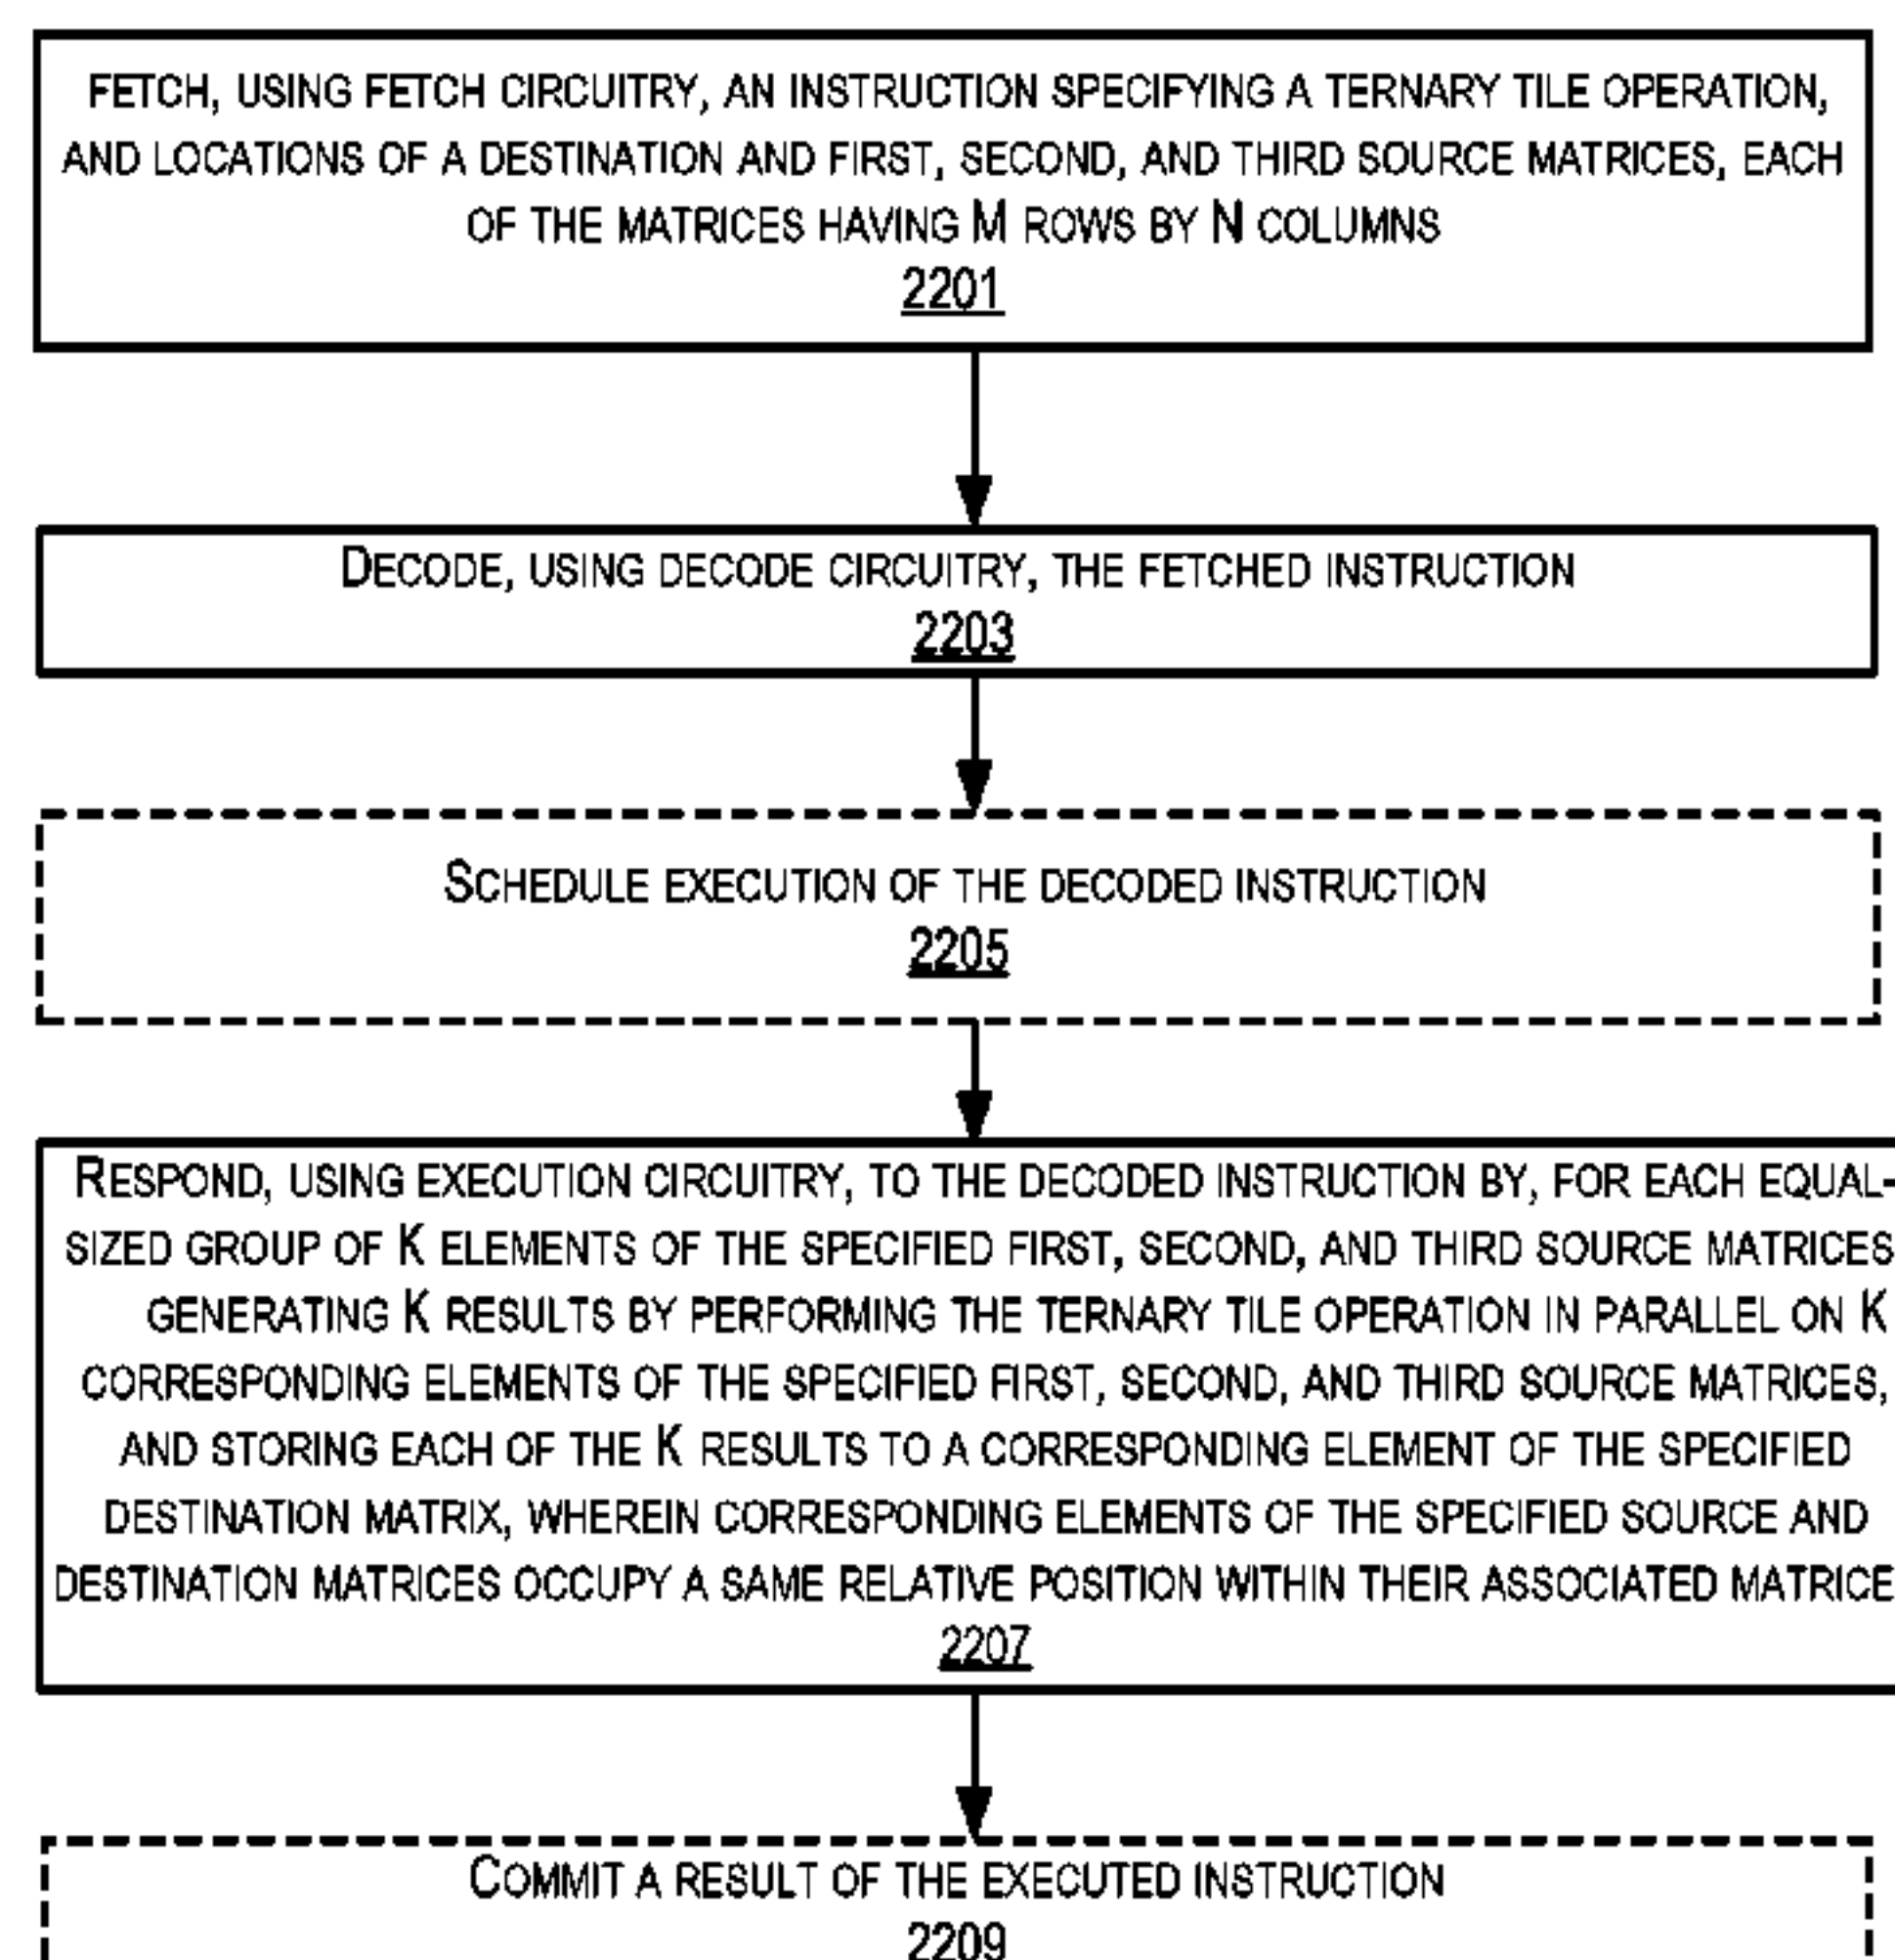 FETCH, USING FETCH CIRCUITRY, AN INSTRUCTION SPECIFYING A TERNARY TILE OPERATION,
AND LOCATIONS OF A DESTINATION AND FIRST, SECOND, AND THIRD SOURCE MATRICES, EACH
OF THE MATRICES HAVING M ROWS BY N COLUMNS
2201
DECODE, USING DECODE CIRCUITRY, THE FETCHED INSTRUCTION
2203
SCHEDULE EXECUTION OF THE DECODED INSTRUCTION
2205
RESPOND, USING EXECUTION CIRCUITRY, TO THE DECODED INSTRUCTION BY, FOR EACH EQUAL-
SIZED GROUP OF K ELEMENTS OF THE SPECIFIED FIRST, SECOND, AND THIRD SOURCE MATRICES
GENERATING K RESULTS BY PERFORMING THE TERNARY TILE OPERATION IN PARALLEL ON K
CORRESPONDING ELEMENTS OF THE SPECIFIED FIRST, SECOND, AND THIRD SOURCE MATRICES,
AND STORING EACH OF THE K RESULTS TO A CORRESPONDING ELEMENT OF THE SPECIFIED
DESTINATION MATRIX, WHEREIN CORRESPONDING ELEMENTS OF THE SPECIFIED SOURCE AND
DESTINATION MATRICES OCCUPY A SAME RELATIVE POSITION WITHIN THEIR ASSOCIATED MATRICE
2207
COMMIT A RESULT OF THE EXECUTED INSTRUCTION
2209